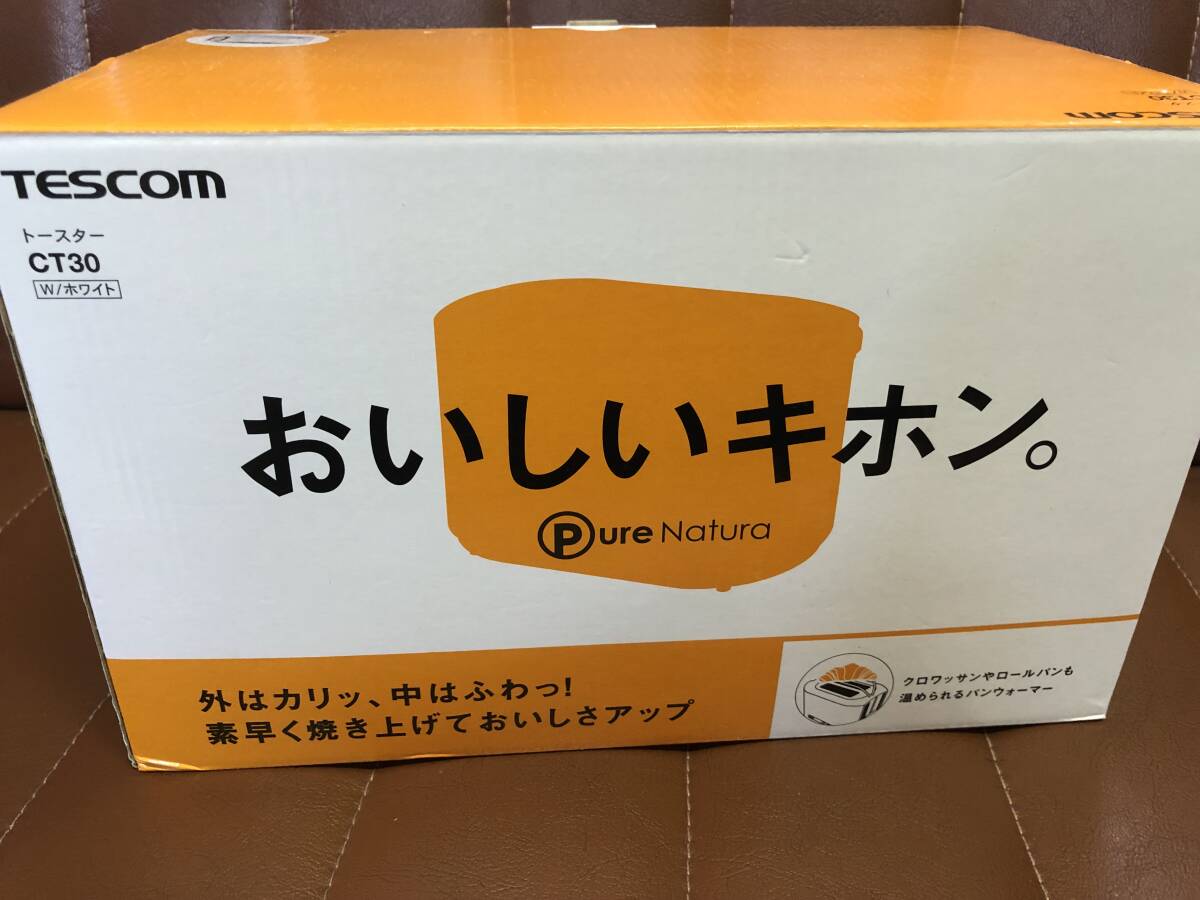 TESCOM
トースター
CT30
W/ホワイト
おいしいキホン。
Pure Natura
外はカリッ、中はふわっ!
素早く焼き上げておいしさアップ
クロワッサンやロールパンも
温められるパンウォーマー
CT30